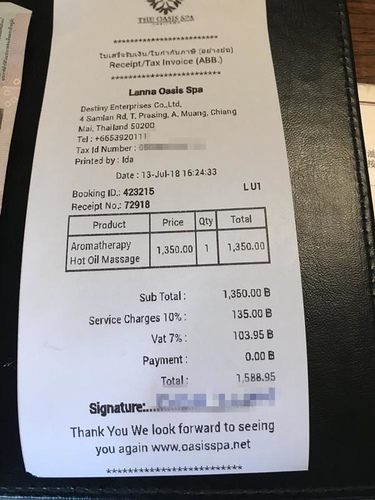 THE OASIS SPA
******************************
ใบเสร็จรับเงิน/ใบกำกับภาษี (อย่างย่อ)
Receipt/Tax Invoice (ABB.)
******************************
Lanna Oasis Spa
Destiny Enterprises Co.,Ltd,
4 Samlan Rd, T. Prasing, A. Muang, Chiang
Mai, Thailand 50200
Tel : +6653920111
Tax Id Number :
Printed by : Ida
Date : 13-Jul-18 16:24:33
Booking ID.: 423215 L U1
Receipt No.: 72918
Product Price Qty Total
Aromatherapy
Hot Oil Massage 1,350.00 1 1,350.00
Sub Total : 1,350.00 B
Service Charges 10% : 135.00 B
Vat 7% : 103.95 B
Payment : 0.00 B
Total : 1,588.95
Signature:......
Thank You We look forward to seeing
you again www.oasisspa.net
******************************